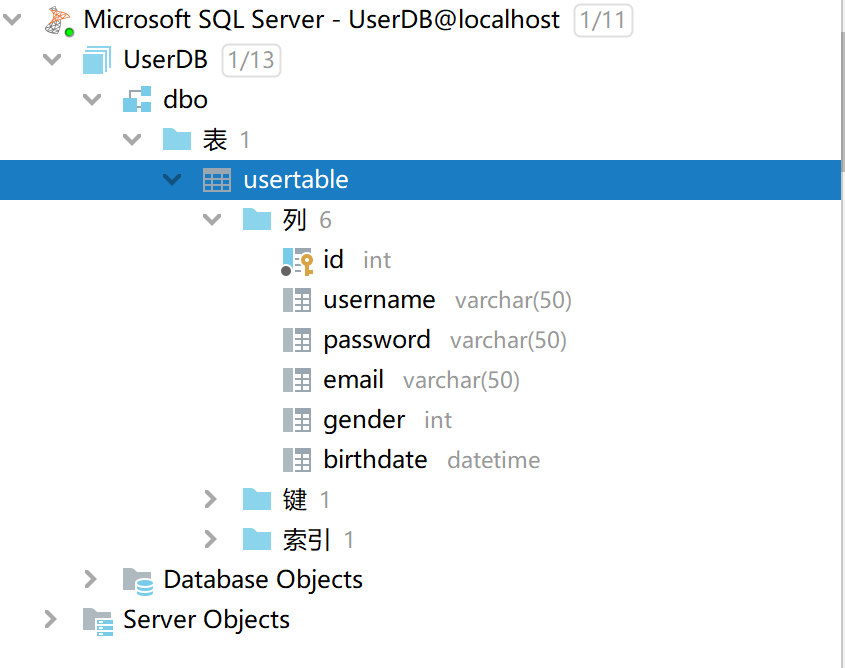 Microsoft SQL Server - UserDB@localhost 1/11
UserDB 1/13
dbo
表 1
usertable
列 6
id int
username varchar(50)
password varchar(50)
email varchar(50)
gender int
birthdate datetime
键 1
索引 1
Database Objects
Server Objects